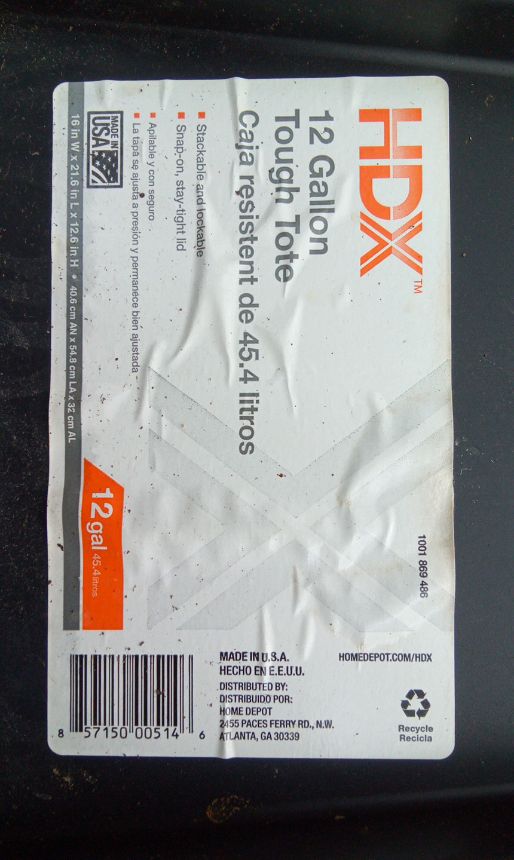 HDX™
1001 869 486
12 Gallon
Tough Tote
Caja resistent de 45.4 litros
Stackable and lockable
Snap-on, stay-tight lid
Apilable y con seguro
La tapa se ajusta a presión y permanece bien ajustada
MADE IN
USA
12 gal 45.4 litros
16 in W x 21.6 in L x 12.6 in H • 40.6 cm AN x 54.8 cm LA x 32 cm AL
Recycle
Recicla
HOMEDEPOT.COM/HDX
MADE IN U.S.A.
HECHO EN E.E.U.U.
DISTRIBUTED BY:
DISTRIBUIDO POR:
HOME DEPOT
2455 PACES FERRY RD., N.W.
ATLANTA, GA 30339
8 57150 00514 6